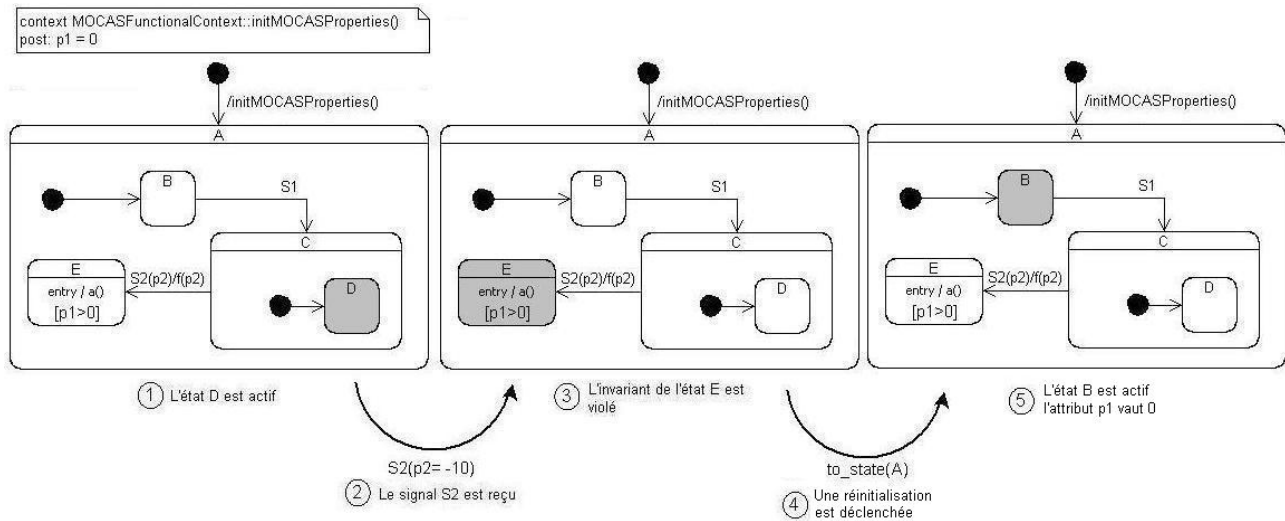 context MOCASFunctionalContext::initMOCASProperties()
post: p1 = 0
/initMOCASProperties()
A
B
S1
C
E
entry / a()
[p1>0]
S2(p2)/f(p2)
D
1 L'état D est actif
S2(p2= -10)
2 Le signal S2 est reçu
/initMOCASProperties()
A
B
S1
C
E
entry / a()
[p1>0]
S2(p2)/f(p2)
D
3 L'invariant de l'état E est
violé
to_state(A)
4 Une réinitialisation
est déclenchée
/initMOCASProperties()
A
B
S1
C
E
entry / a()
[p1>0]
S2(p2)/f(p2)
D
5 L'état B est actif
l'attribut p1 vaut 0